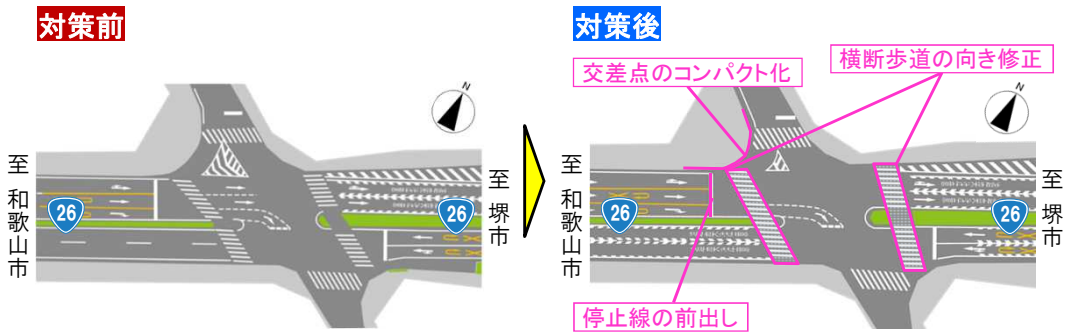 対策前
対策後
交差点のコンパクト化
横断歩道の向き修正
N
N
至 和歌山市
26
26
至 堺市
至 和歌山市
26
26
至 堺市
停止線の前出し